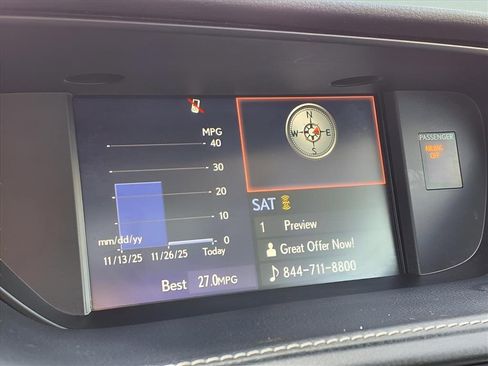 MPG
40
30
20
10
0
mm/dd/yy
11/13/25 11/26/25 Today
Best 27.0MPG
N
W E
S
SAT
1 Preview
Great Offer Now!
844-711-8800
PASSENGER
AIRBAG
OFF